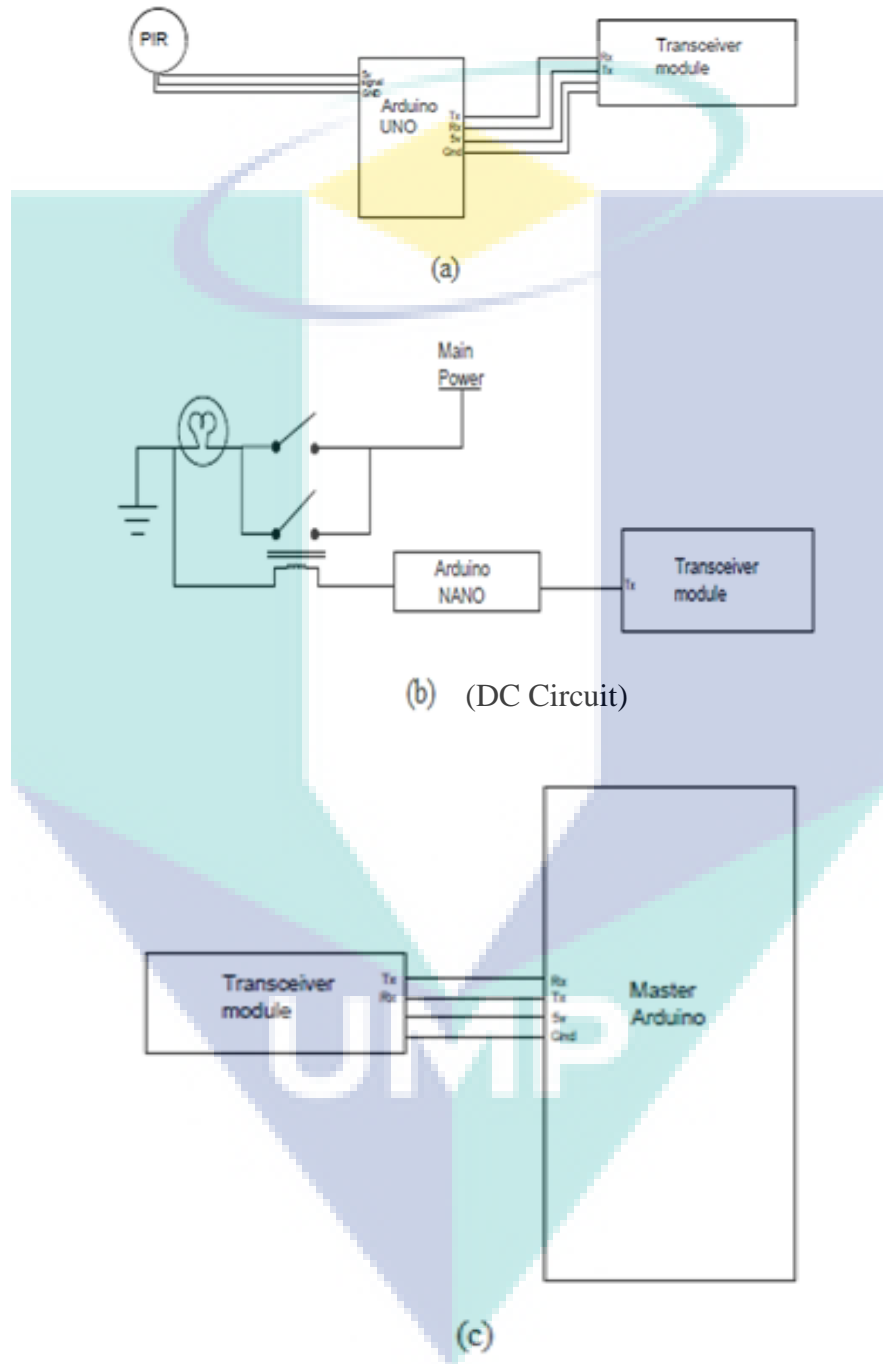 PIR
5v
signal
GND
Arduino
UNO
Tx
Rx
5v
Gnd
Rx
Tx
Transceiver
module
(a)
Main
Power
Arduino
NANO
Tx
Transceiver
module
(b) (DC Circuit)
Transceiver
module
Tx
Rx
Rx
Tx
5v
Gnd
Master
Arduino
UMP
(c)